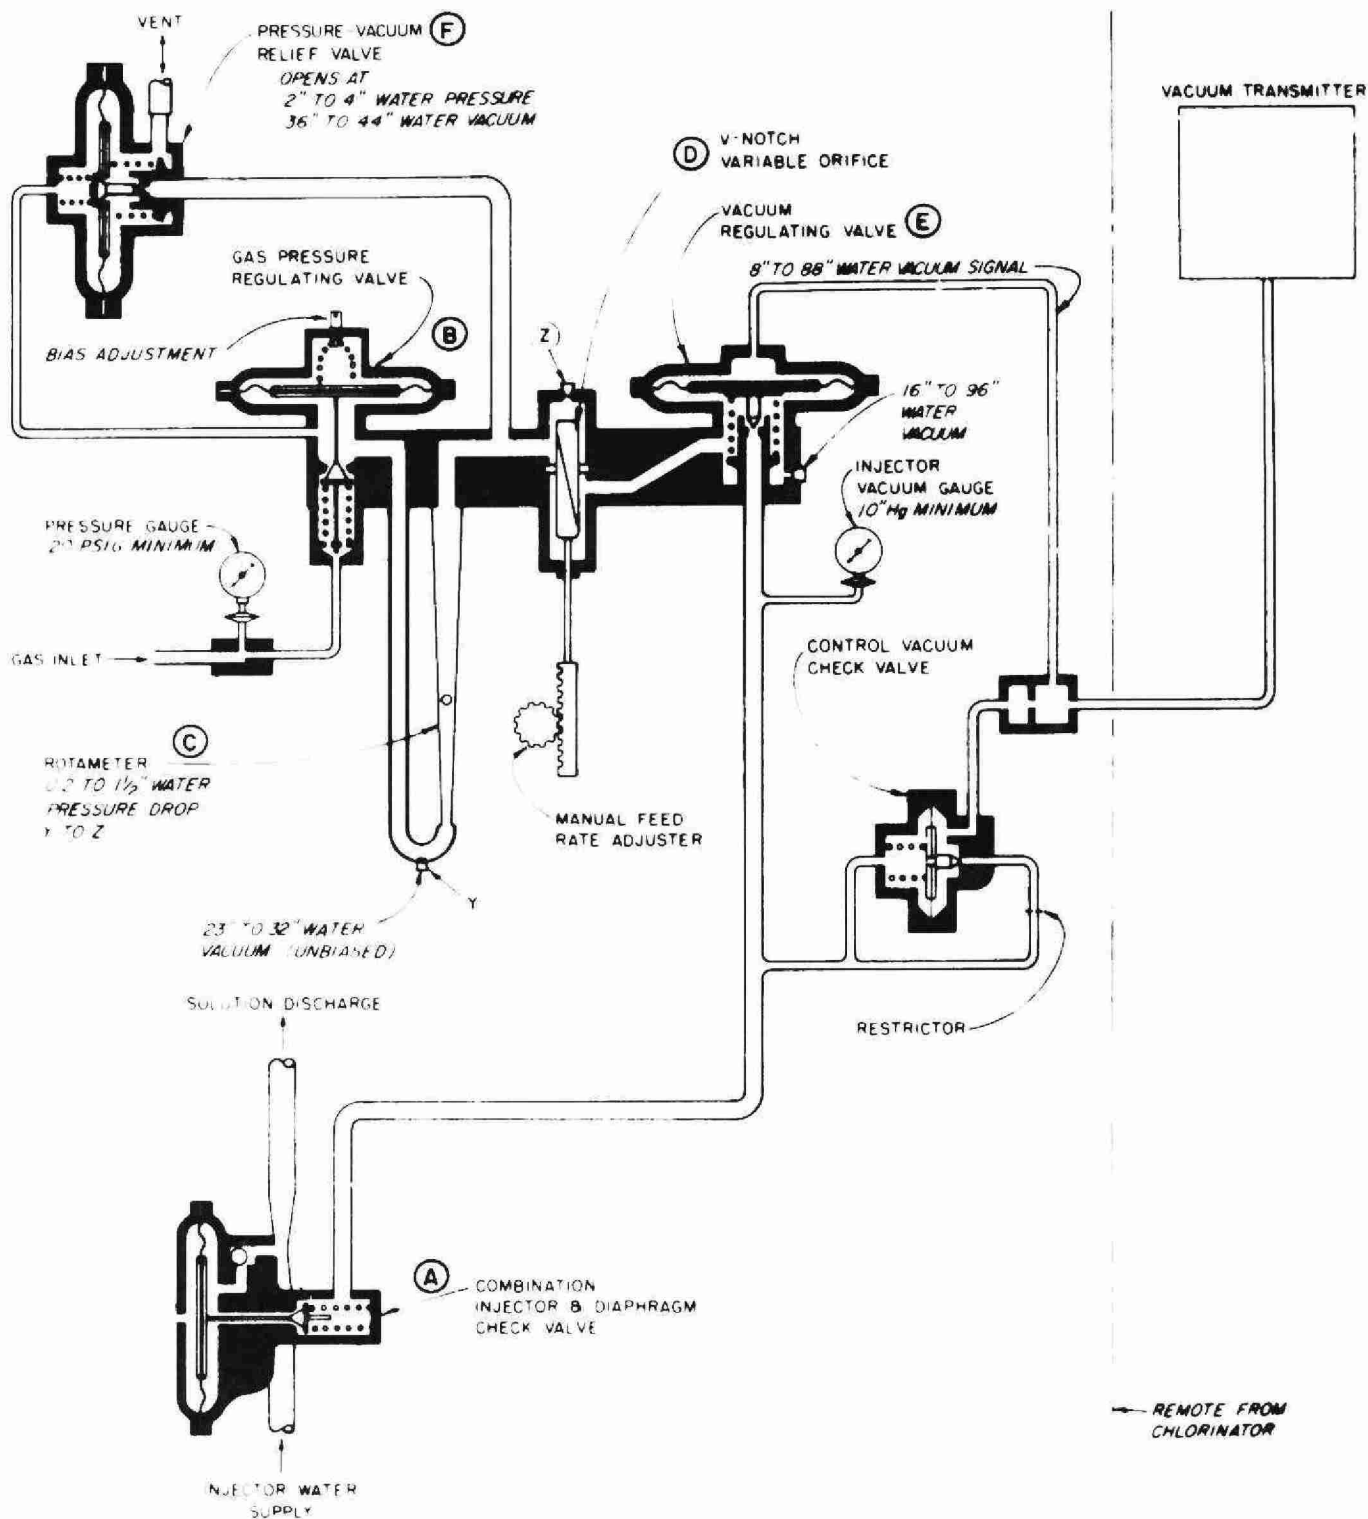 VENT
PRESSURE-VACUUM F
RELIEF VALVE
OPENS AT
2" TO 4" WATER PRESSURE
36" TO 44" WATER VACUUM
VACUUM TRANSMITTER
D V-NOTCH
VARIABLE ORIFICE
VACUUM
REGULATING VALVE E
8" TO 88" WATER VACUUM SIGNAL
GAS PRESSURE
REGULATING VALVE
B
BIAS ADJUSTMENT
Z
16" TO 96"
WATER
VACUUM
INJECTOR
VACUUM GAUGE
10" Hg MINIMUM
PRESSURE GAUGE
PSIG MINIMUM
GAS INLET
CONTROL VACUUM
CHECK VALVE
C
ROTAMETER
TO 1½" WATER
PRESSURE DROP
Y TO Z
MANUAL FEED
RATE ADJUSTER
Y
23" TO 32" WATER
VACUUM (UNBIASED)
SOLUTION DISCHARGE
RESTRICTOR
A
COMBINATION
INJECTOR & DIAPHRAGM
CHECK VALVE
REMOTE FROM
CHLORINATOR
INJECTOR WATER
SUPPLY